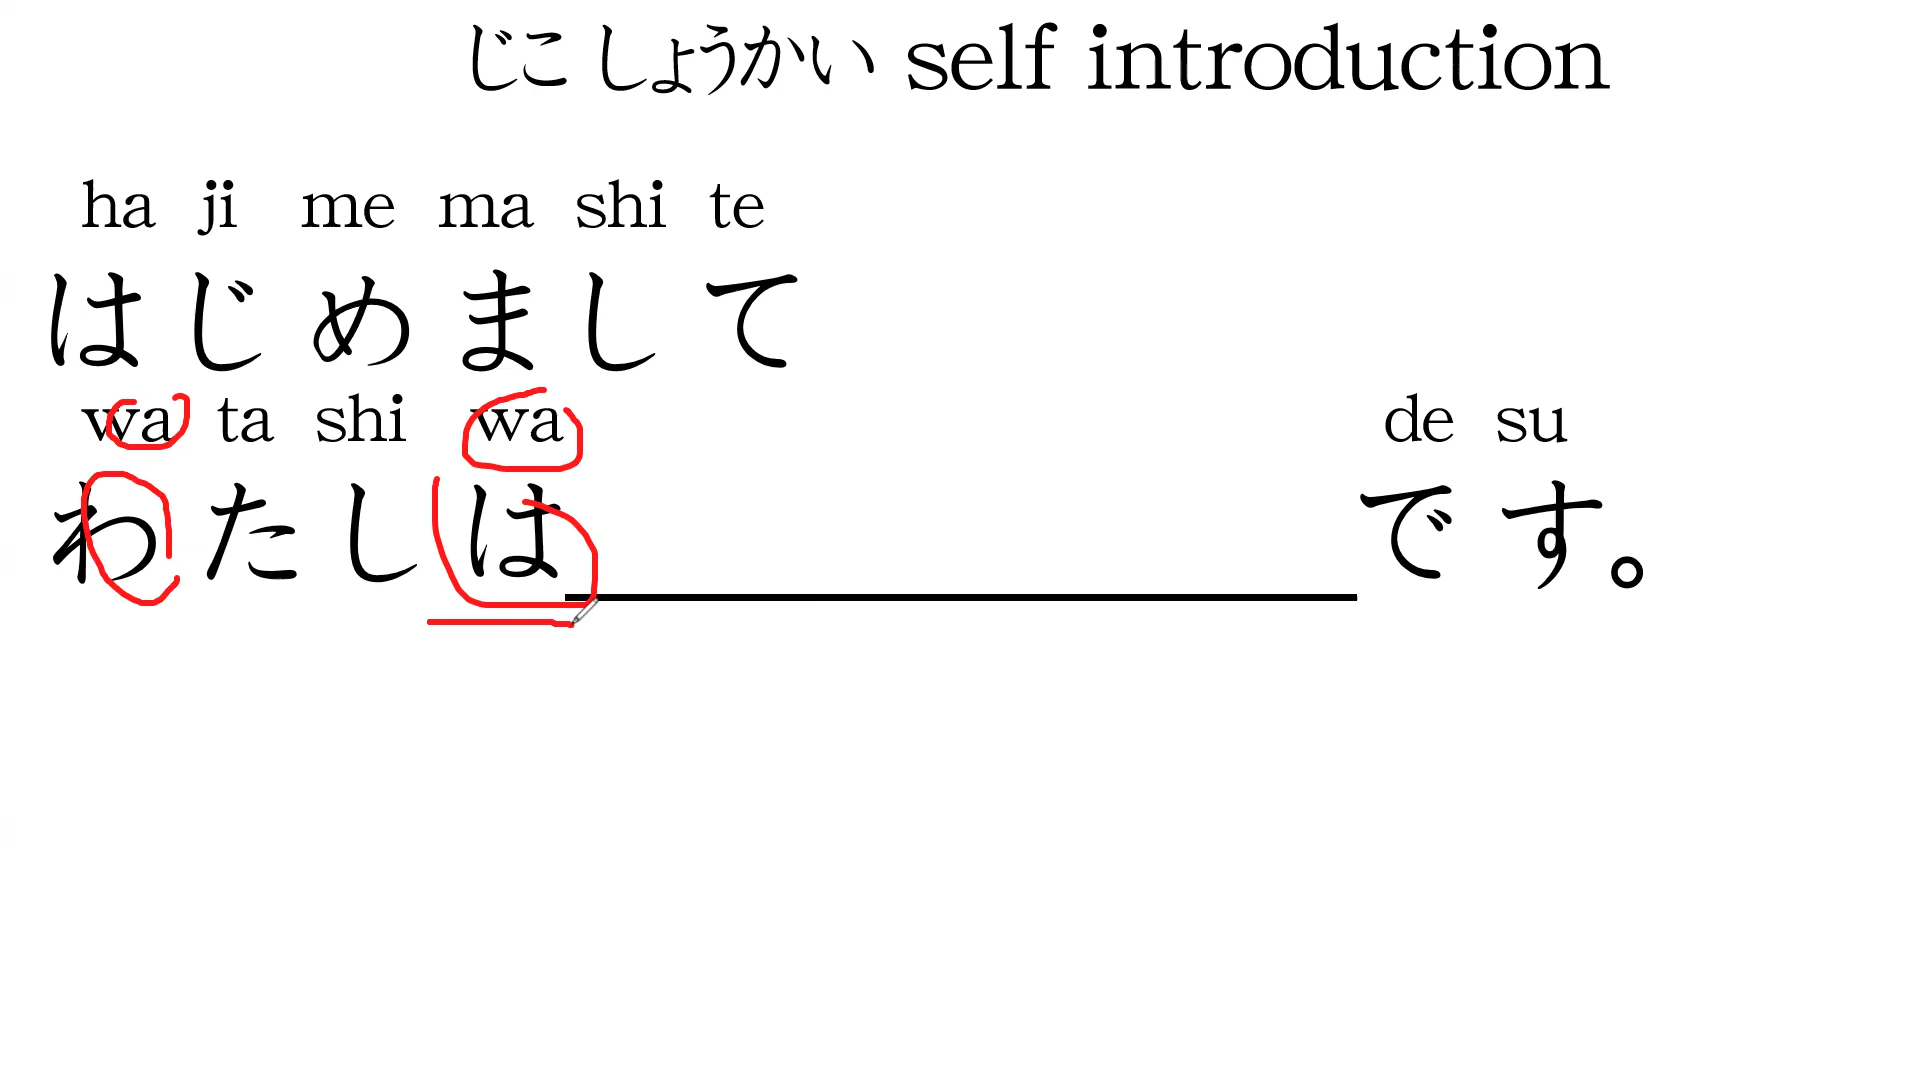 じこ しょうかい self introduction
ha ji me ma shi te
は じ め ま し て
wa ta shi wa de su
わ た し は で す。